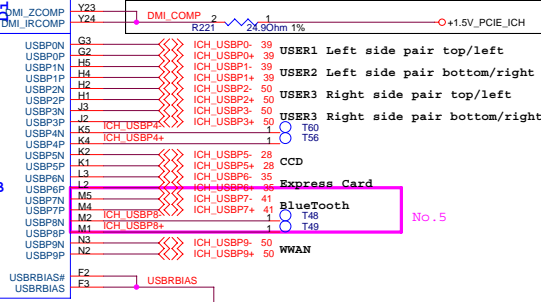 DMI_ZCOMP Y23
DMI_IRCOMP Y24 DMI_COMP 2 1 +1.5V_PCIE_ICH
R221 24.9Ohm 1%
USBP0N G3 ICH_USBP0- 39 USER1 Left side pair top/left
USBP0P G2 ICH_USBP0+ 39
USBP1N H5 ICH_USBP1- 39 USER2 Left side pair bottom/right
USBP1P H4 ICH_USBP1+ 39
USBP2N H2 ICH_USBP2- 50 USER3 Right side pair top/left
USBP2P H1 ICH_USBP2+ 50
USBP3N J3 ICH_USBP3- 50 USER3 Right side pair bottom/right
USBP3P J2 ICH_USBP3+ 50
USBP4N K5 ICH_USBP4- 1 T60
USBP4P K4 ICH_USBP4+ 1 T56
USBP5N K2 ICH_USBP5- 28 CCD
USBP5P K1 ICH_USBP5+ 28
USBP6N L3 ICH_USBP6- 35 Express Card
USBP6P L2 ICH_USBP6+ 35
USBP7N M5 ICH_USBP7- 41 BlueTooth
USBP7P M4 ICH_USBP7+ 41
USBP8N M2 ICH_USBP8- 1 T48 No.5
USBP8P M1 ICH_USBP8+ 1 T49
USBP9N N3 ICH_USBP9- 50 WWAN
USBP9P N2 ICH_USBP9+ 50
USBRBIAS# F2 USBRBIAS
USBRBIAS F3